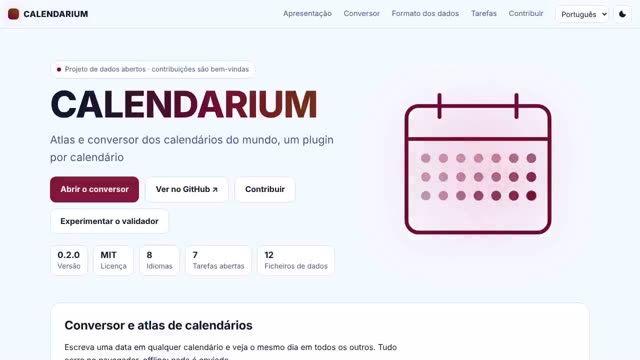 CALENDARIUM
Apresentação
Conversor
Formato dos dados
Tarefas
Contribuir
Português
Projeto de dados abertos · contribuições são bem-vindas
CALENDARIUM
Atlas e conversor dos calendários do mundo, um plugin
por calendário
Abrir o conversor
Ver no GitHub ↗
Contribuir
Experimentar o validador
0.2.0
Versão
MIT
Licença
8
Idiomas
7
Tarefas abertas
12
Ficheiros de dados
Conversor e atlas de calendários
Escreva uma data em qualquer calendário e veja o mesmo dia em todos os outros. Tudo